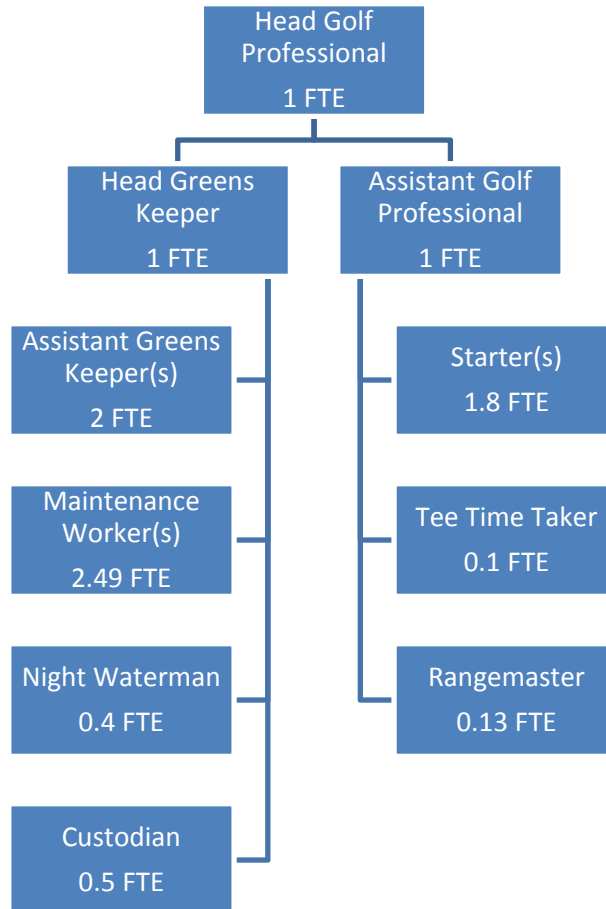 Head Golf
Professional
1 FTE
Head Greens
Keeper
1 FTE
Assistant Golf
Professional
1 FTE
Assistant Greens
Keeper(s)
2 FTE
Starter(s)
1.8 FTE
Maintenance
Worker(s)
2.49 FTE
Tee Time Taker
0.1 FTE
Night Waterman
0.4 FTE
Rangemaster
0.13 FTE
Custodian
0.5 FTE